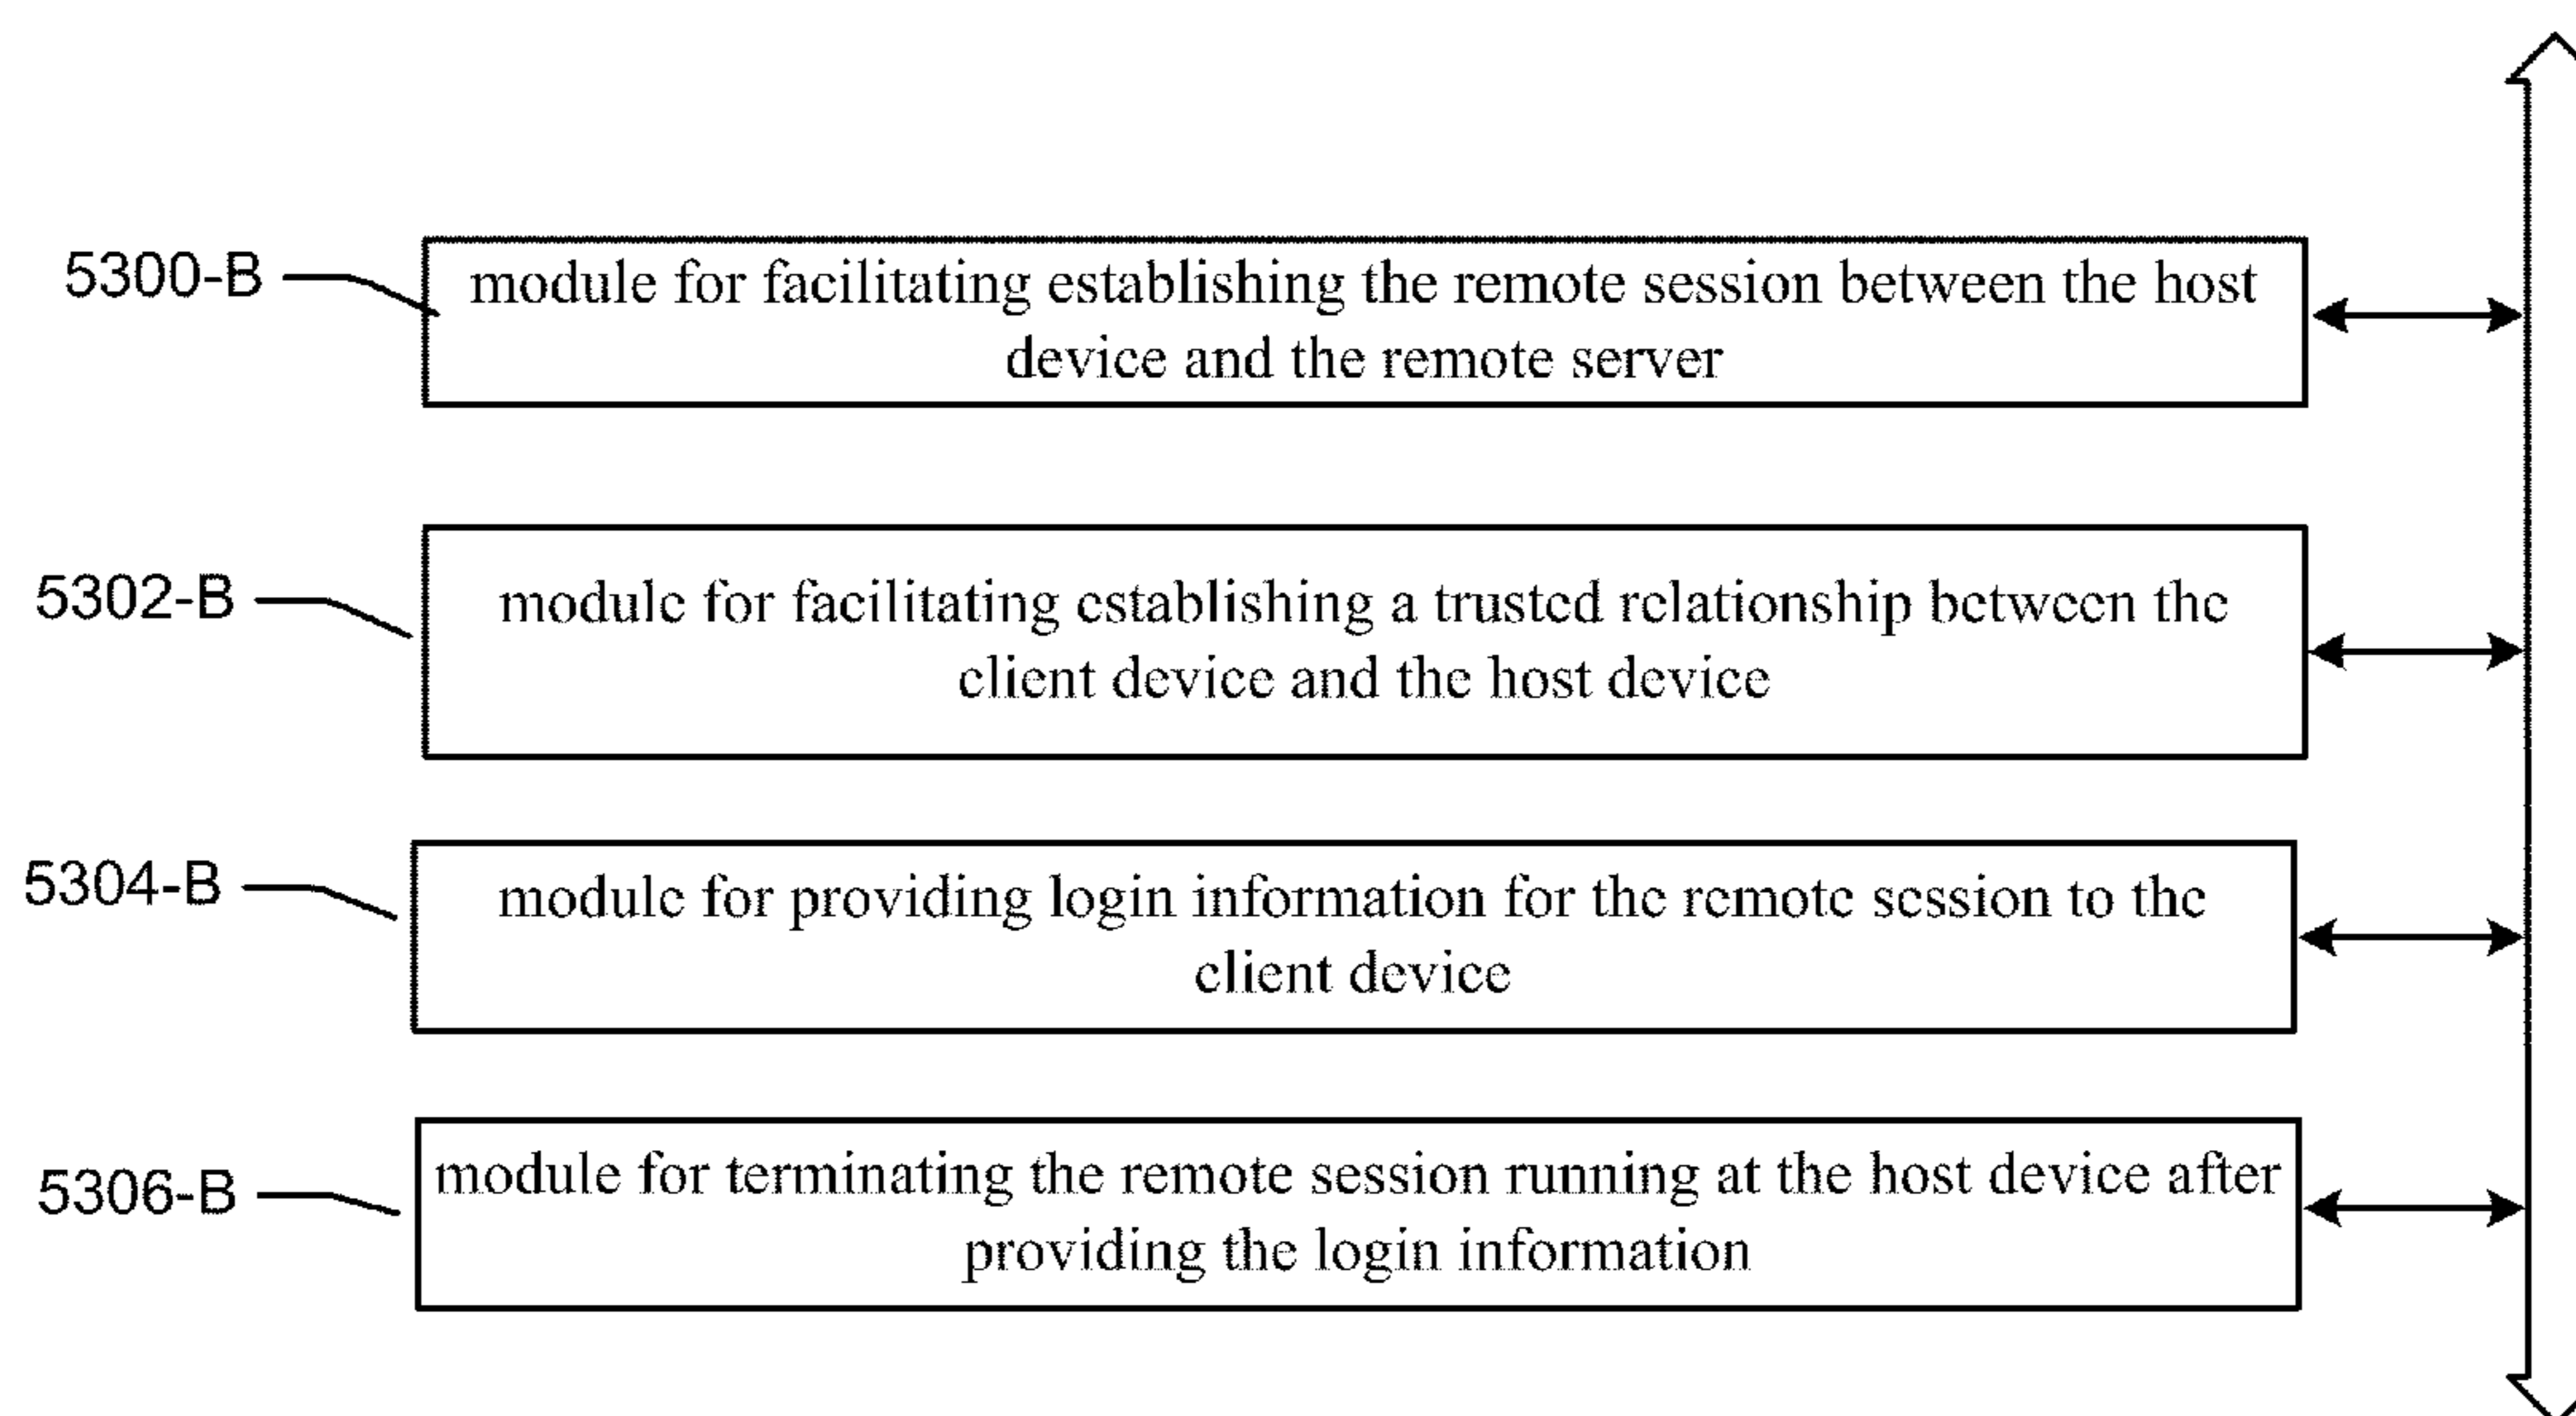 5300-B
module for facilitating establishing the remote session between the host
device and the remote server
5302-B
module for facilitating establishing a trusted relationship between the
client device and the host device
5304-B
module for providing login information for the remote session to the
client device
5306-B
module for terminating the remote session running at the host device after
providing the login information